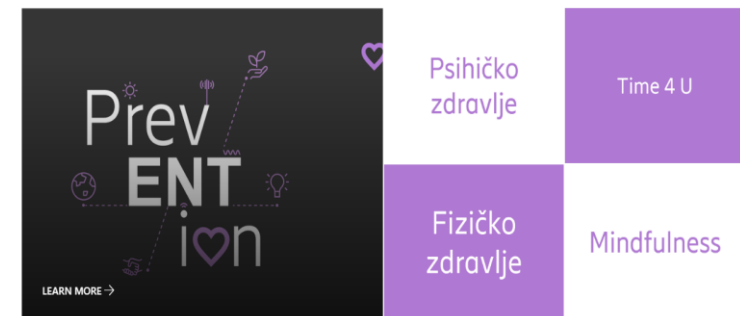 Prev
ENT
ion
LEARN MORE →
Psihičko
zdravlje
Time 4 U
Fizičko
zdravlje
Mindfulness